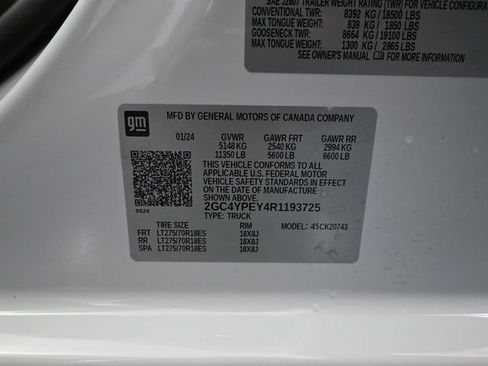 SAE J2807 TRAILER WEIGHT RATING (TWR) FOR VEHICLE CONFIGURA
CONVENTIONAL TWR: 8392 KG / 18500 LBS
MAX TONGUE WEIGHT: 839 KG / 1850 LBS
GOOSENECK TWR: 8664 KG / 19100 LBS
MAX TONGUE WEIGHT: 1300 KG / 2865 LBS
SEE OWNER'S MANUAL FOR MORE INFORMATION
gm
MFD BY GENERAL MOTORS OF CANADA COMPANY
01/24 GVWR GAWR FRT GAWR RR
5148 KG 2540 KG 2994 KG
11350 LB 5600 LB 6600 LB
THIS VEHICLE CONFORMS TO ALL
APPLICABLE U.S. FEDERAL MOTOR
VEHICLE SAFETY STANDARDS IN
EFFECT ON THE DATE OF MANUFACTURE
SHOWN ABOVE.
2GC4YPEY4R1193725
TYPE: TRUCK
0624
TIRE SIZE RIM MODEL: 4SCK20743
FRT LT275/70R18ES 18X8J
RR LT275/70R18ES 18X8J
SPA LT275/70R18ES 18X8J